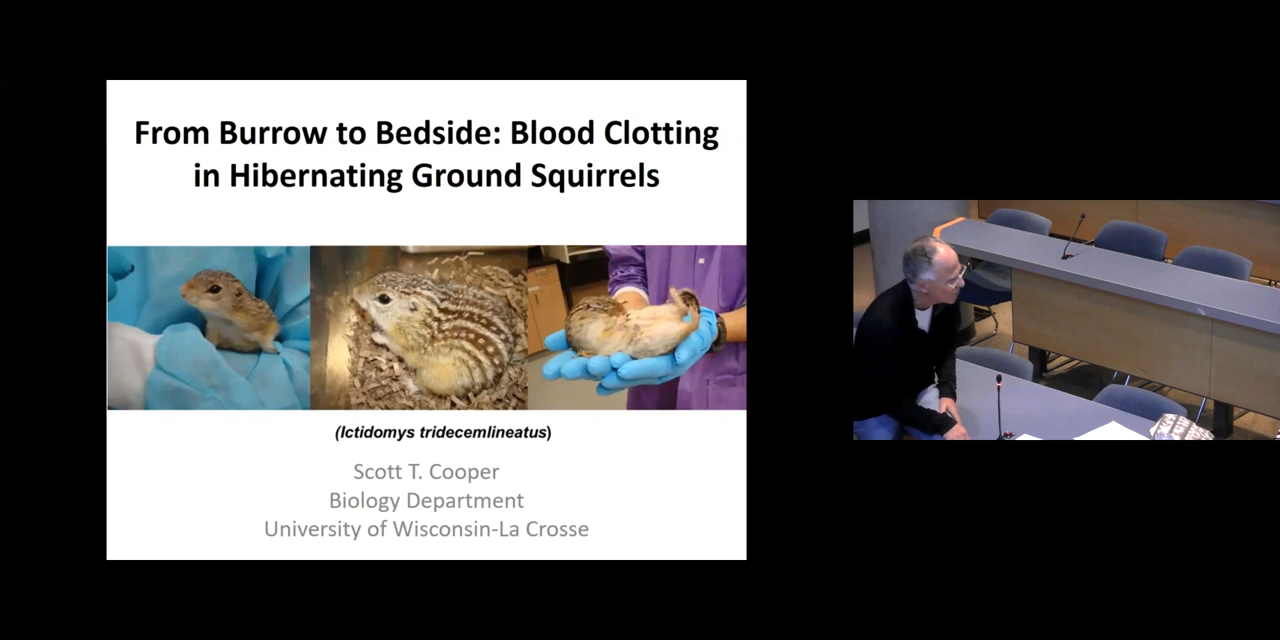 From Burrow to Bedside: Blood Clotting
in Hibernating Ground Squirrels
(Ictidomys tridecemlineatus)
Scott T. Cooper
Biology Department
University of Wisconsin-La Crosse